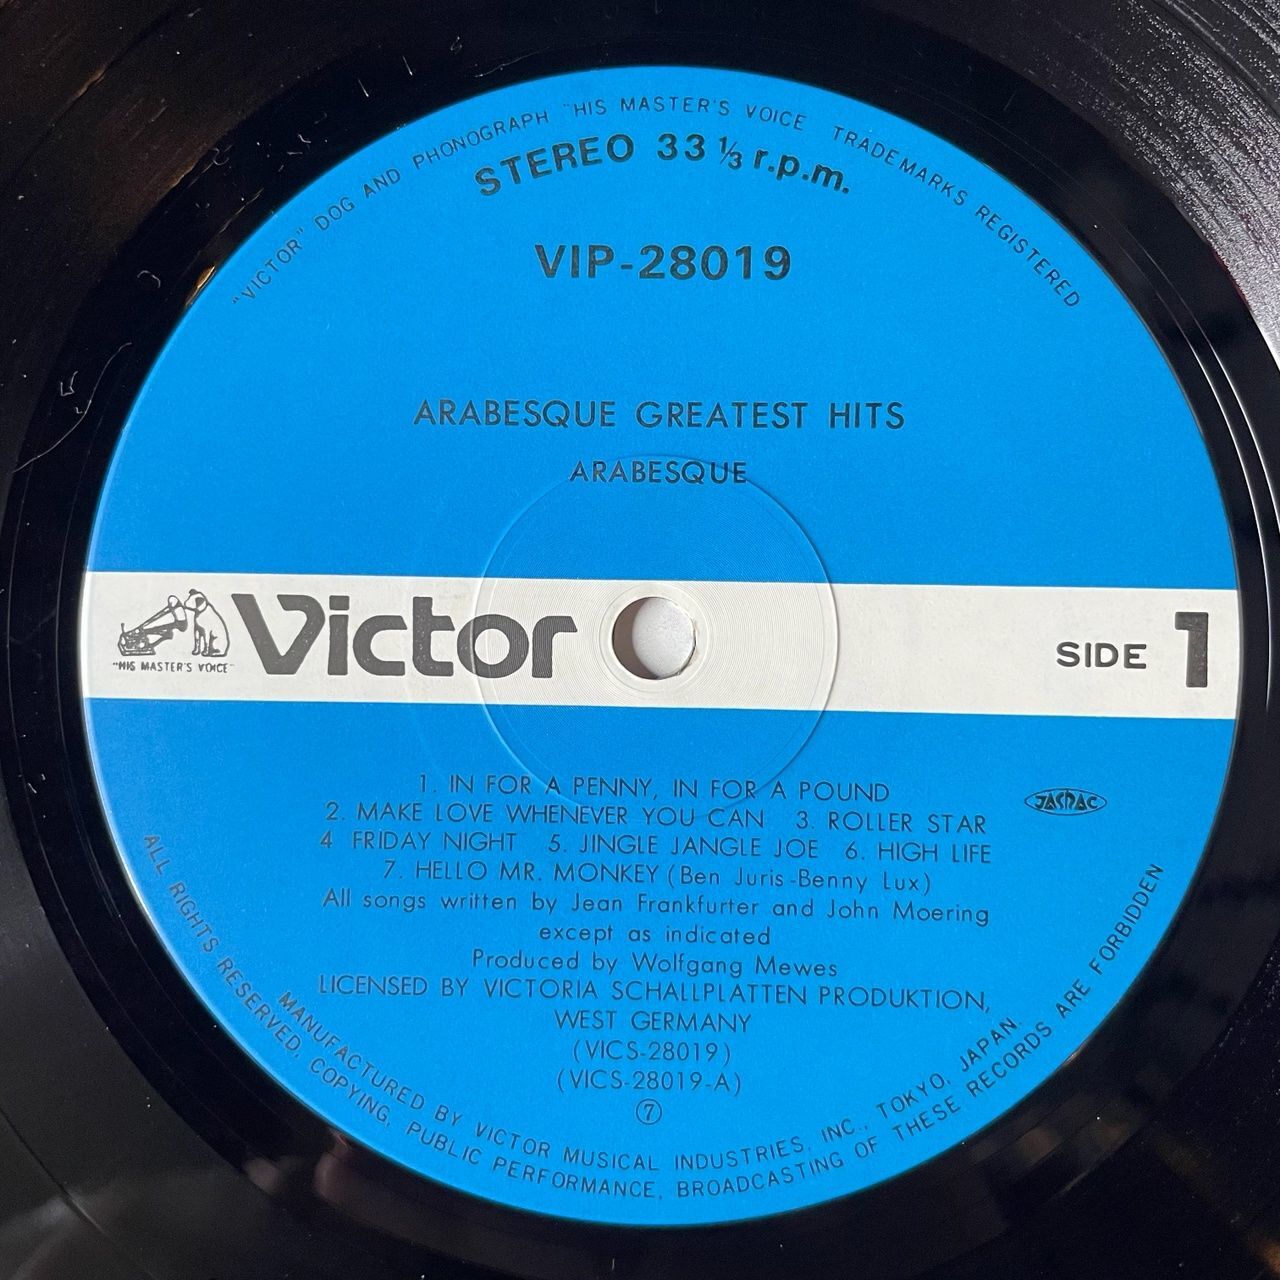 "VICTOR" DOG AND PHONOGRAPH "HIS MASTER'S VOICE TRADEMARKS REGISTERED
STEREO 33 ⅓ r.p.m.
VIP-28019
ARABESQUE GREATEST HITS
ARABESQUE
Victor
"HIS MASTER'S VOICE"
SIDE 1
1. IN FOR A PENNY, IN FOR A POUND
JASRAC
2. MAKE LOVE WHENEVER YOU CAN 3. ROLLER STAR
4 FRIDAY NIGHT 5. JINGLE JANGLE JOE 6. HIGH LIFE
7. HELLO MR. MONKEY (Ben Juris-Benny Lux)
All songs written by Jean Frankfurter and John Moering
except as indicated
Produced by Wolfgang Mewes
LICENSED BY VICTORIA SCHALLPLATTEN PRODUKTION,
WEST GERMANY
(VICS-28019)
(VICS-28019-A)
⑦
MANUFACTURED BY VICTOR MUSICAL INDUSTRIES, INC., TOKYO, JAPAN.
ALL RIGHTS RESERVED. COPYING, PUBLIC PERFORMANCE, BROADCASTING OF THESE RECORDS ARE FORBIDDEN